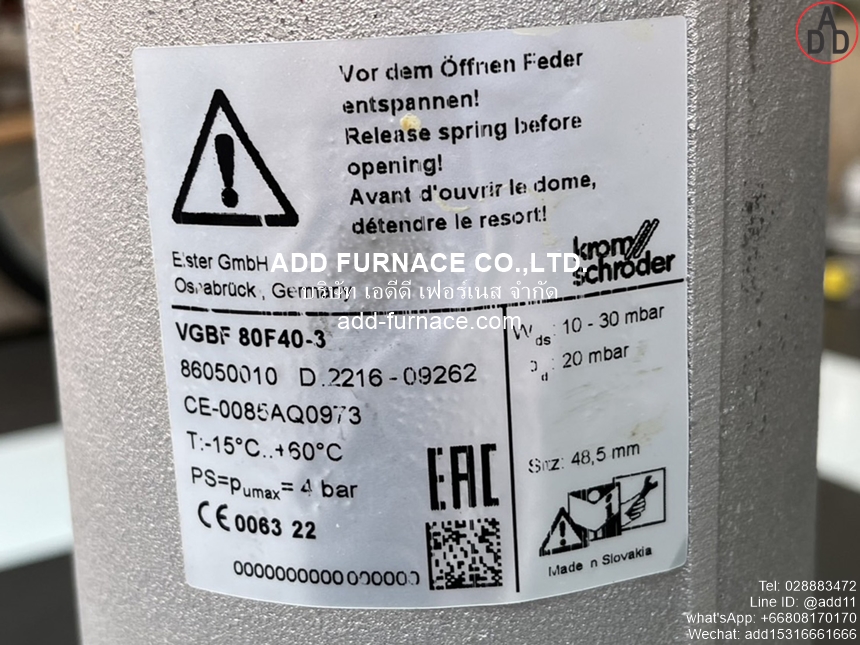 ADD
Vor dem Öffnen Feder
entspannen!
Release spring before
opening!
Avant d'ouvrir le dome,
détendre le resort!
Elster GmbH
Osnabrück, Germany
krom///
schröder
ADD FURNACE CO.,LTD.
บริษัท เอดีดี เฟอร์เนส จำกัด
add-furnace.com
VGBF 80F40-3
86050010 D.2216-09262
CE-0085AQ0973
T:-15°C..+60°C
PS=pumax= 4 bar
CE 0063 22
0000000000000000
EAC
Wds: 10 - 30 mbar
pd: 20 mbar
48,5 mm
Made in Slovakia
Tel: 028883472
Line ID: @add11
what'sApp: +66808170170
Wechat: add15316661666